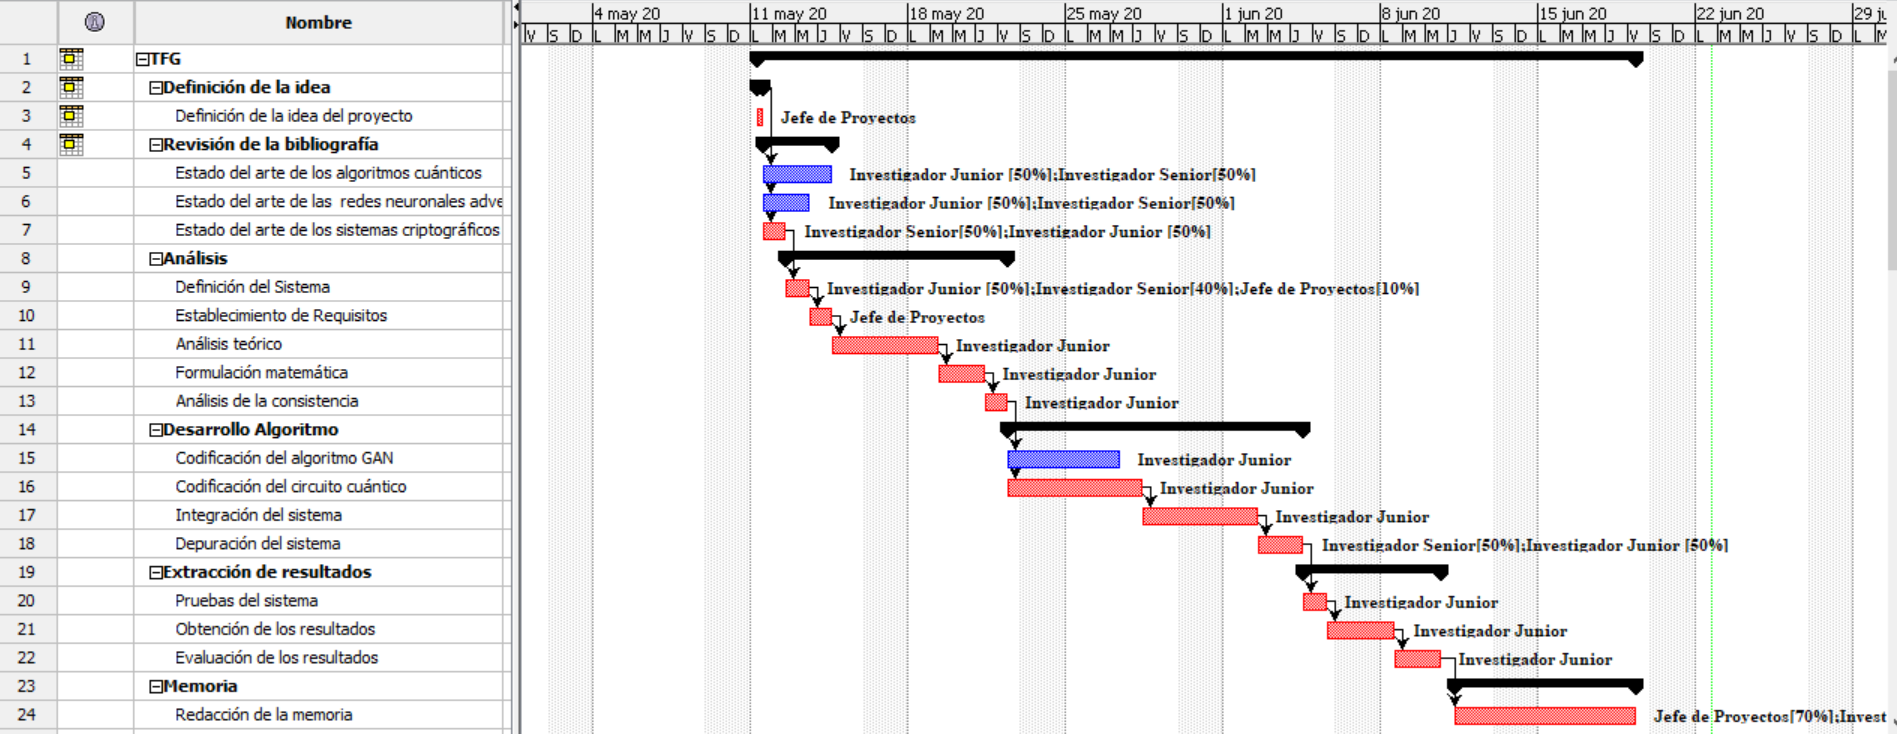 Nombre
4 may 20 11 may 20 18 may 20 25 may 20 1 jun 20 8 jun 20 15 jun 20 22 jun 20 29 ju
V S D L M M J V S D L M M J V S D L M M J V S D L M M J V S D L M M J V S D L M M J V S D L M M J V S D L M M J V S D L M
1 TFG
2 Definición de la idea
3 Definición de la idea del proyecto Jefe de Proyectos
4 Revisión de la bibliografía
5 Estado del arte de los algoritmos cuánticos Investigador Junior [50%];Investigador Senior[50%]
6 Estado del arte de las redes neuronales adve Investigador Junior [50%];Investigador Senior[50%]
7 Estado del arte de los sistemas criptográficos Investigador Senior[50%];Investigador Junior [50%]
8 Análisis
9 Definición del Sistema Investigador Junior [50%];Investigador Senior[40%];Jefe de Proyectos[10%]
10 Establecimiento de Requisitos Jefe de Proyectos
11 Análisis teórico Investigador Junior
12 Formulación matemática Investigador Junior
13 Análisis de la consistencia Investigador Junior
14 Desarrollo Algoritmo
15 Codificación del algoritmo GAN Investigador Junior
16 Codificación del circuito cuántico Investigador Junior
17 Integración del sistema Investigador Junior
18 Depuración del sistema Investigador Senior[50%];Investigador Junior [50%]
19 Extracción de resultados
20 Pruebas del sistema Investigador Junior
21 Obtención de los resultados Investigador Junior
22 Evaluación de los resultados Investigador Junior
23 Memoria
24 Redacción de la memoria Jefe de Proyectos[70%];Invest